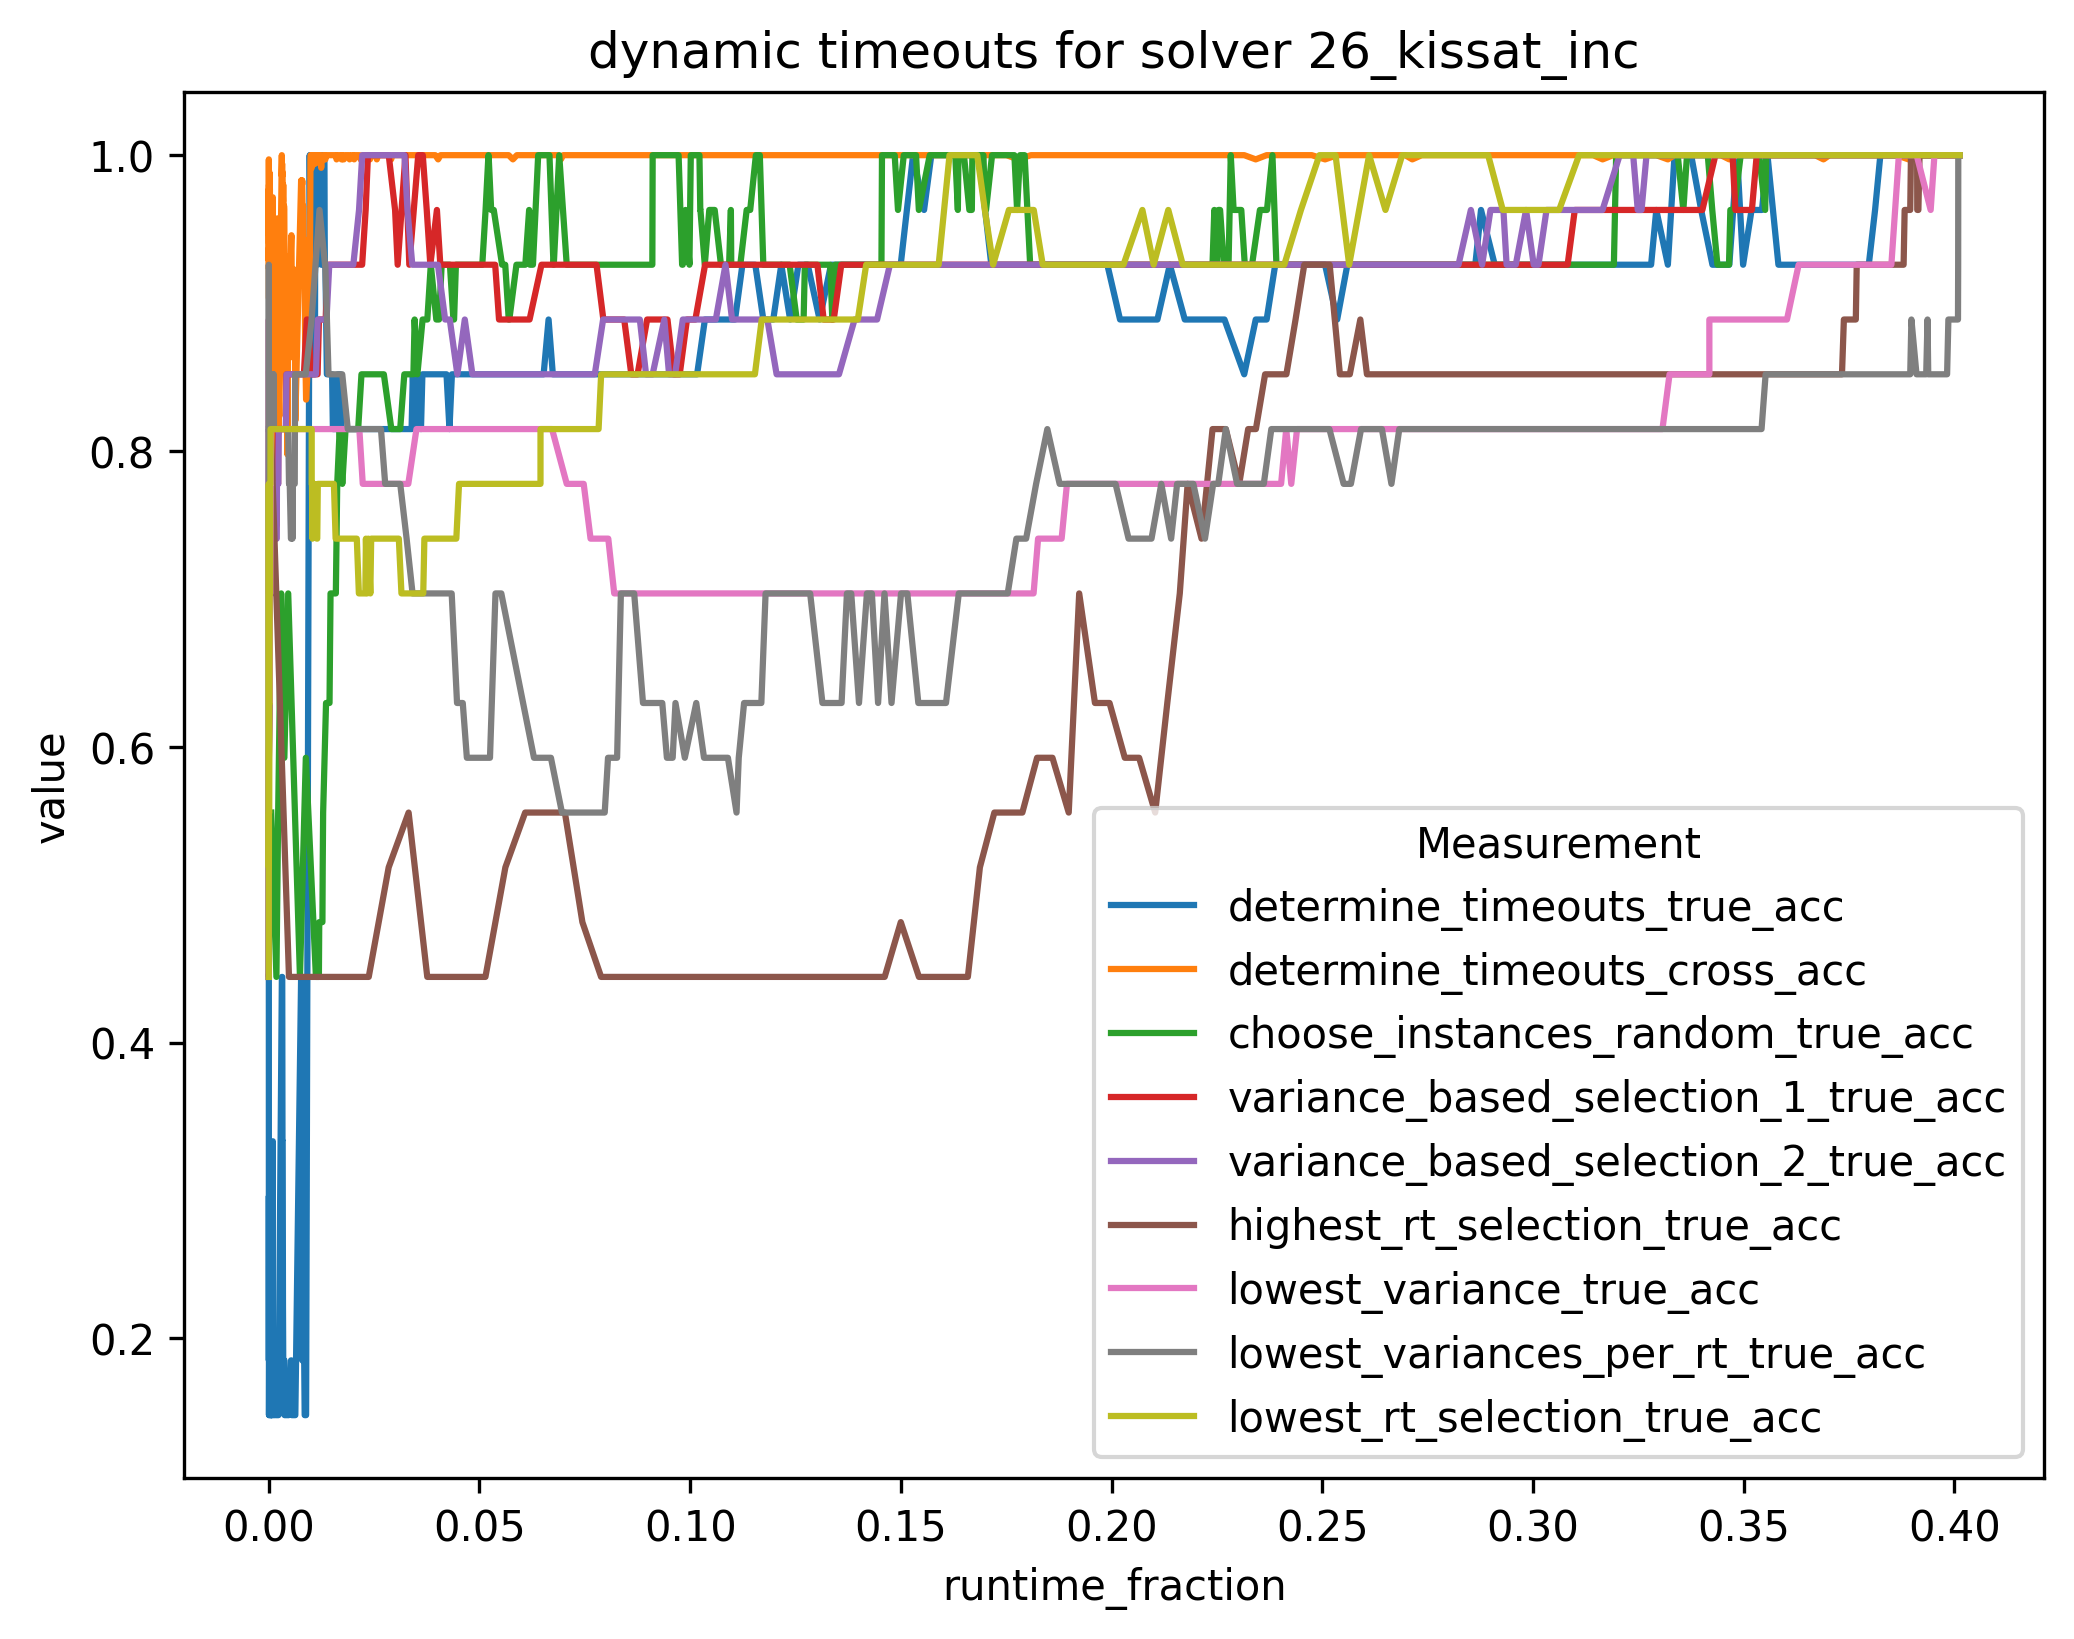 dynamic timeouts for solver 26_kissat_inc
1.0
0.8
0.6
0.4
0.2
value
0.00 0.05 0.10 0.15 0.20 0.25 0.30 0.35 0.40
runtime_fraction
Measurement
determine_timeouts_true_acc
determine_timeouts_cross_acc
choose_instances_random_true_acc
variance_based_selection_1_true_acc
variance_based_selection_2_true_acc
highest_rt_selection_true_acc
lowest_variance_true_acc
lowest_variances_per_rt_true_acc
lowest_rt_selection_true_acc